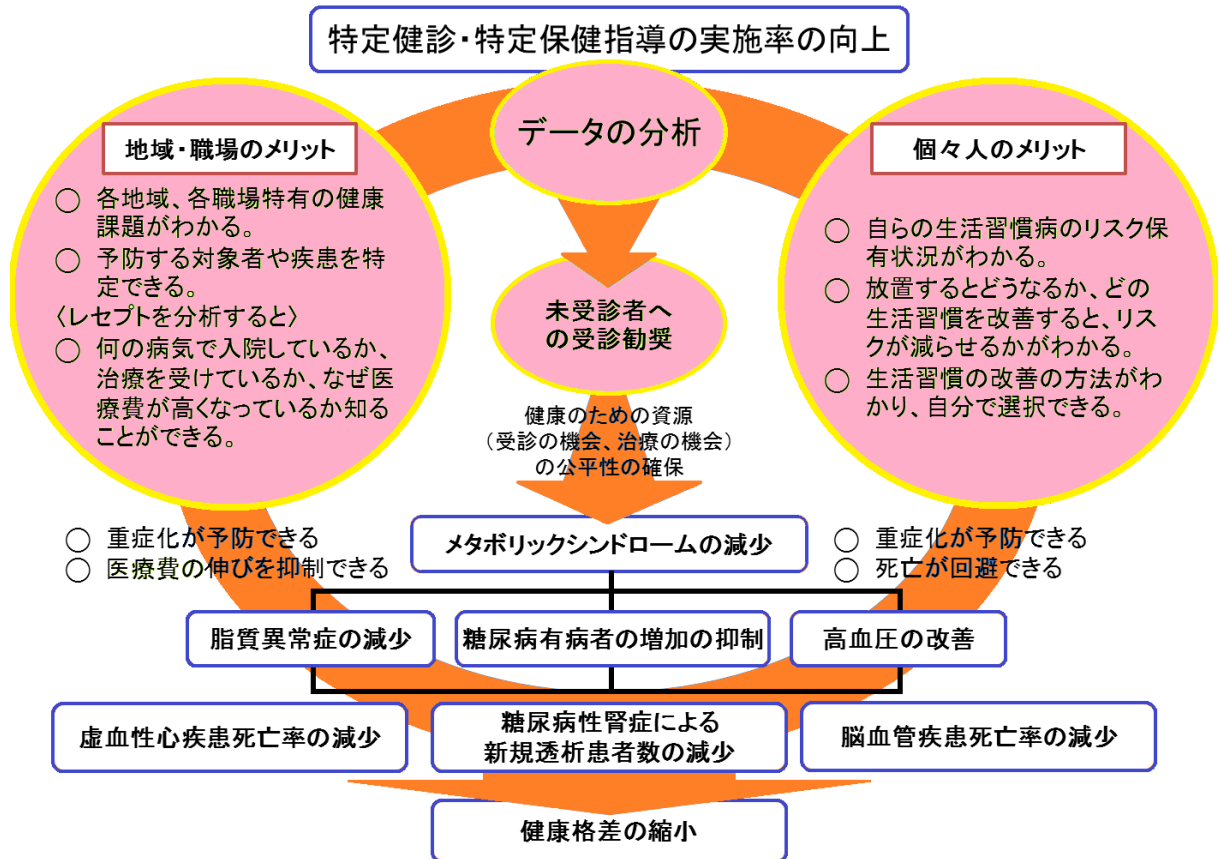 特定健診・特定保健指導の実施率の向上
データの分析
地域・職場のメリット
○ 各地域、各職場特有の健康
課題がわかる。
○ 予防する対象者や疾患を特
定できる。
〈レセプトを分析すると〉
○ 何の病気で入院しているか、
治療を受けているか、なぜ医
療費が高くなっているか知る
ことができる。
個々人のメリット
○ 自らの生活習慣病のリスク保
有状況がわかる。
○ 放置するとどうなるか、どの
生活習慣を改善すると、リス
クが減らせるかがわかる。
○ 生活習慣の改善の方法がわ
かり、自分で選択できる。
未受診者へ
の受診勧奨
健康のための資源
（受診の機会、治療の機会）
の公平性の確保
○ 重症化が予防できる
○ 医療費の伸びを抑制できる
メタボリックシンドロームの減少
○ 重症化が予防できる
○ 死亡が回避できる
脂質異常症の減少
糖尿病有病者の増加の抑制
高血圧の改善
虚血性心疾患死亡率の減少
糖尿病性腎症による
新規透析患者数の減少
脳血管疾患死亡率の減少
健康格差の縮小